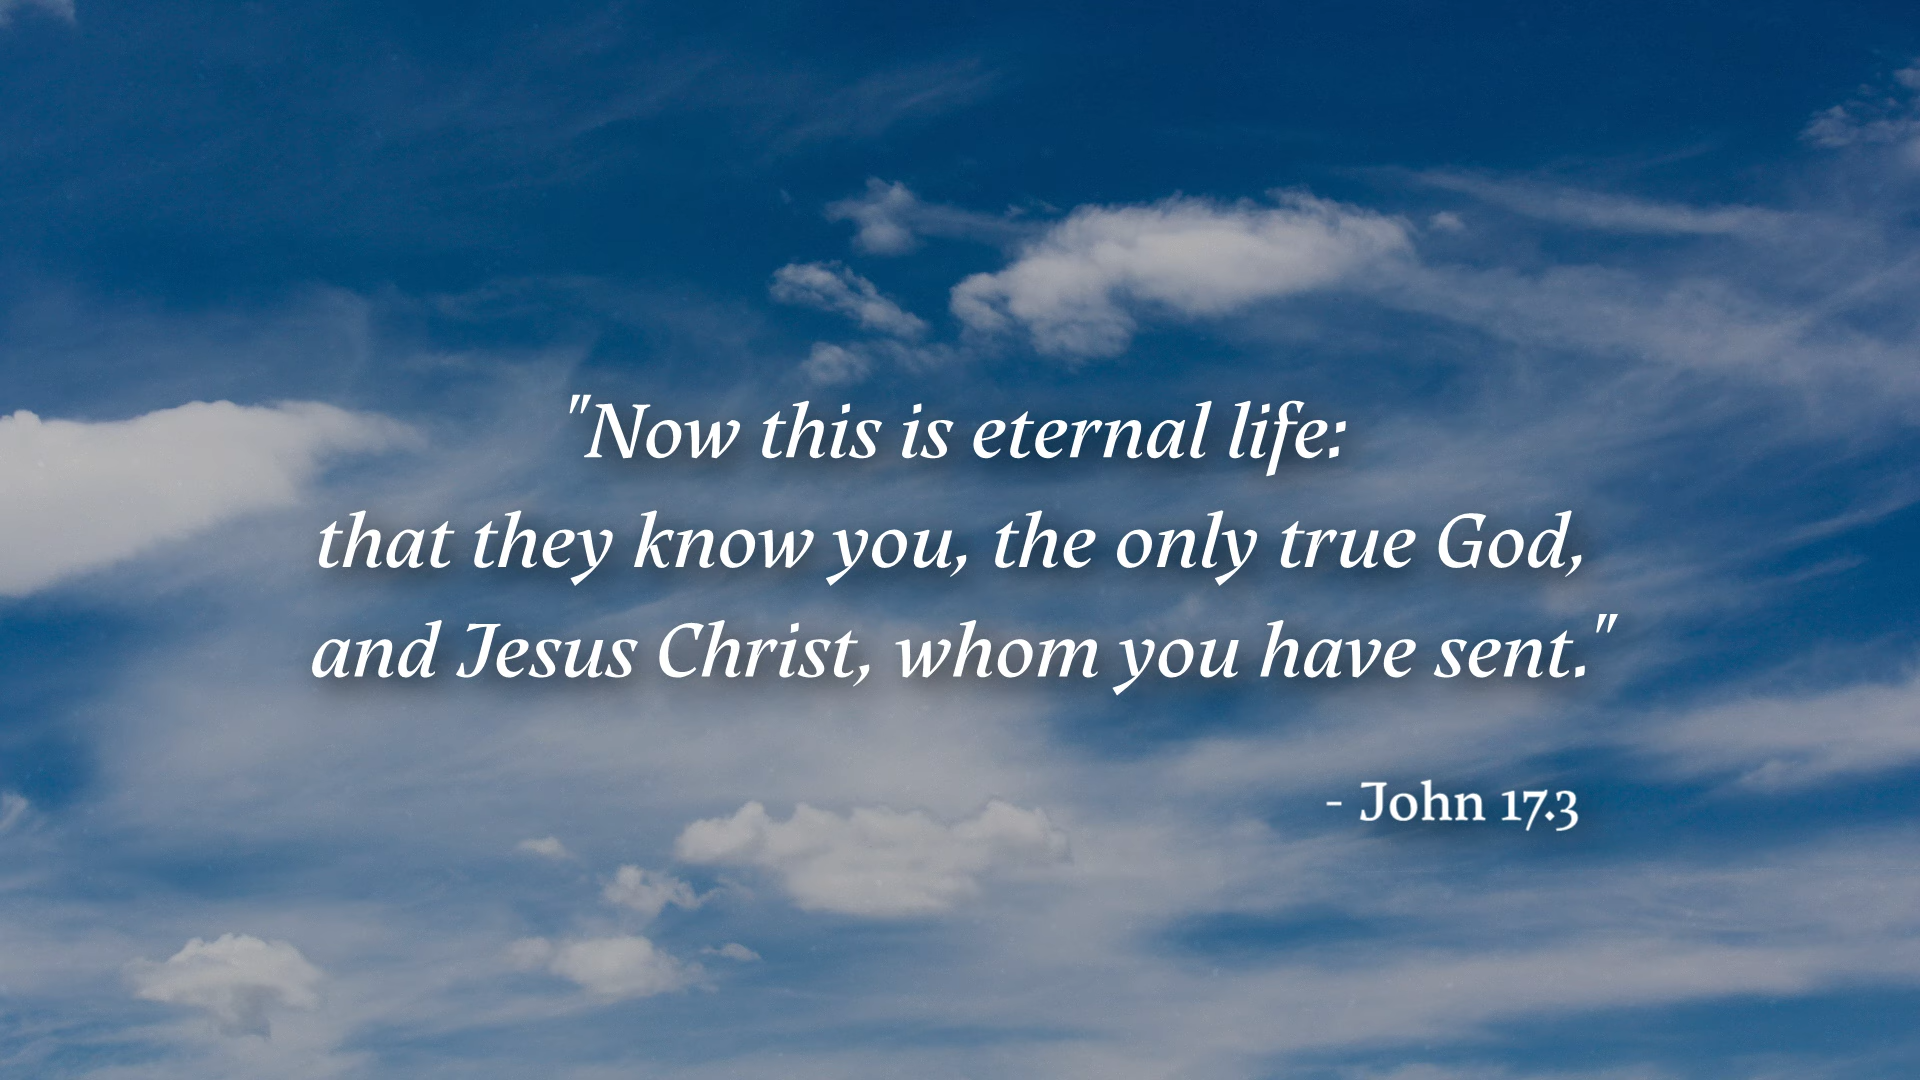 "Now this is eternal life:
that they know you, the only true God,
and Jesus Christ, whom you have sent."
- John 17.3